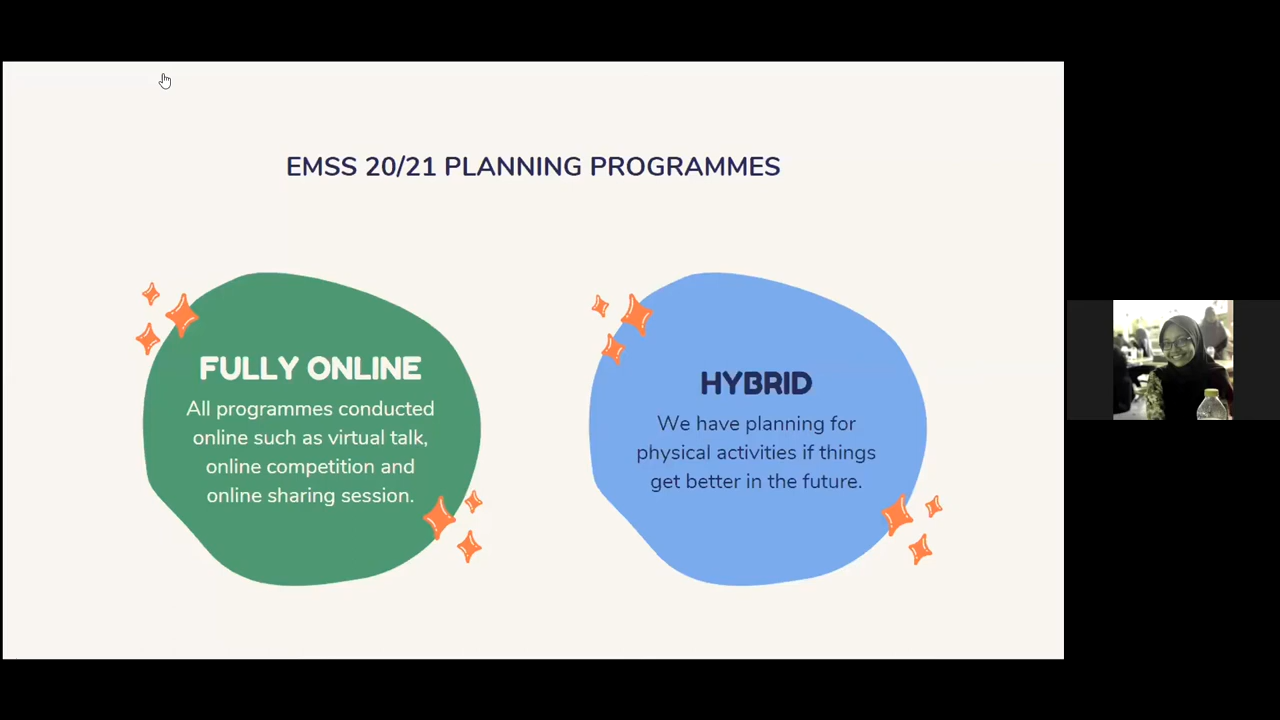 EMSS 20/21 PLANNING PROGRAMMES
FULLY ONLINE
All programmes conducted
online such as virtual talk,
online competition and
online sharing session.
HYBRID
We have planning for
physical activities if things
get better in the future.